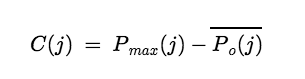 C(j) = P_max(j) − \overline{P_o(j)}